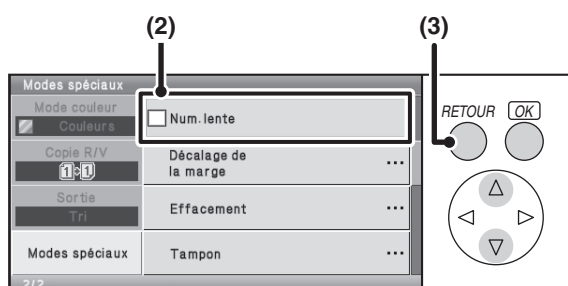 (2)
(3)
Modes spéciaux
Mode couleur
Couleurs
Copie R/V
1 1
Sortie
Tri
Modes spéciaux
2/2
Num. lente
Décalage de
la marge ...
Effacement ...
Tampon ...
RETOUR OK